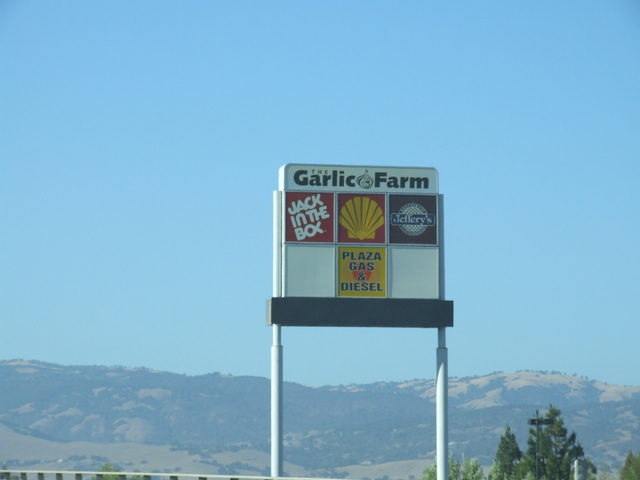 THE
Garlic Farm
JACK
IN THE
BOX
Jeffery's
PLAZA
GAS
&
DIESEL